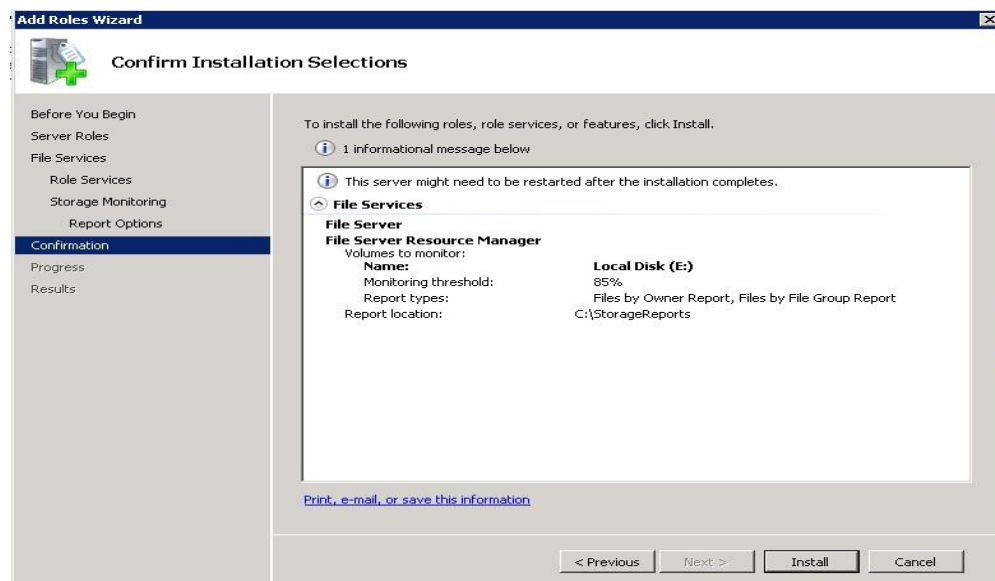 Add Roles Wizard
Confirm Installation Selections
Before You Begin
Server Roles
File Services
Role Services
Storage Monitoring
Report Options
Confirmation
Progress
Results
To install the following roles, role services, or features, click Install.
1 informational message below
This server might need to be restarted after the installation completes.
File Services
File Server
File Server Resource Manager
Volumes to monitor:
Name: Local Disk (E:)
Monitoring threshold: 85%
Report types: Files by Owner Report, Files by File Group Report
Report location: C:\StorageReports
Print, e-mail, or save this information
< Previous Next > Install Cancel